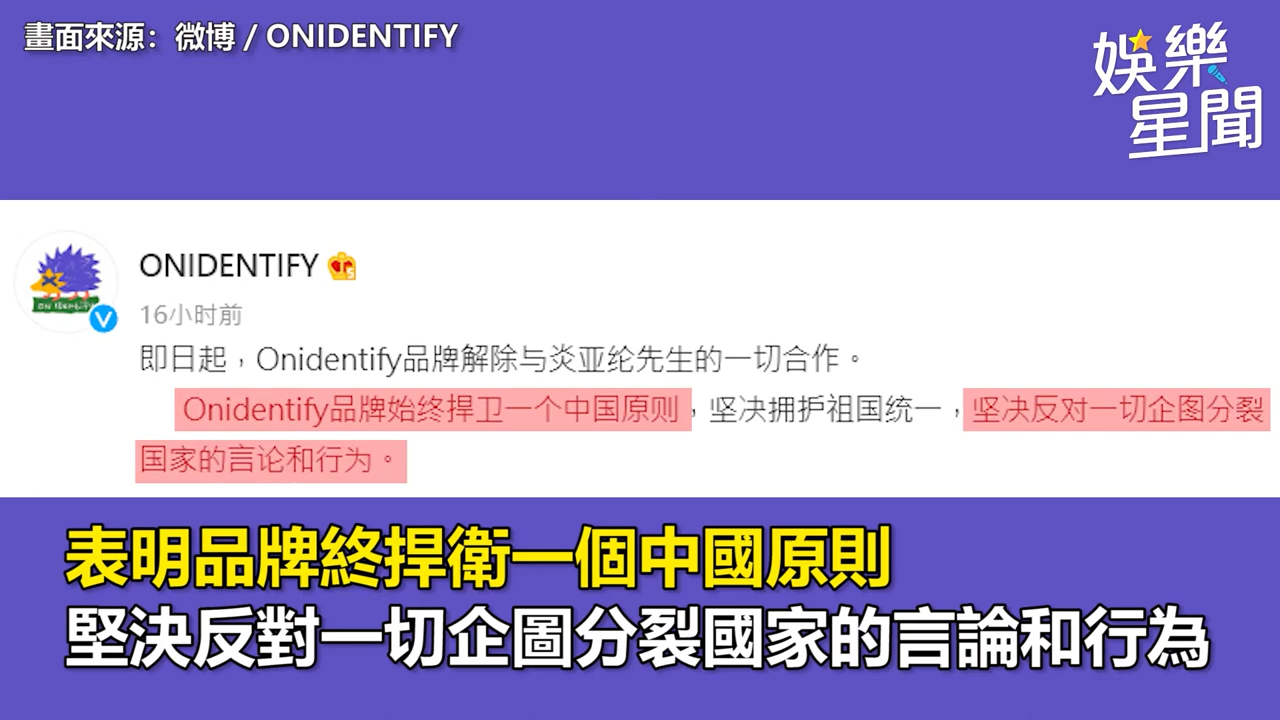 畫面來源：微博 / ONIDENTIFY
娛樂
星聞
ONIDENTIFY
16小时前
即日起，Onidentify品牌解除与炎亚纶先生的一切合作。
Onidentify品牌始终捍卫一个中国原则，坚决拥护祖国统一，坚决反对一切企图分裂
国家的言论和行为。
表明品牌終捍衛一個中國原則
堅決反對一切企圖分裂國家的言論和行為